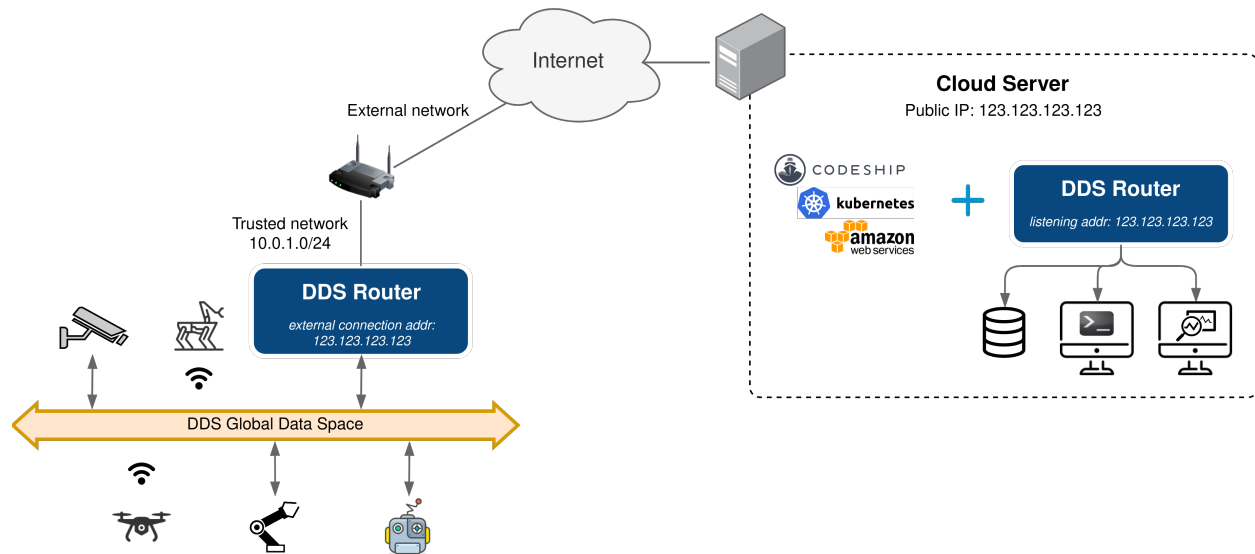 Internet
External network
Cloud Server
Public IP: 123.123.123.123
CODESHIP
kubernetes
amazon
web services
DDS Router
listening addr: 123.123.123.123
Trusted network
10.0.1.0/24
DDS Router
external connection addr:
123.123.123.123
DDS Global Data Space